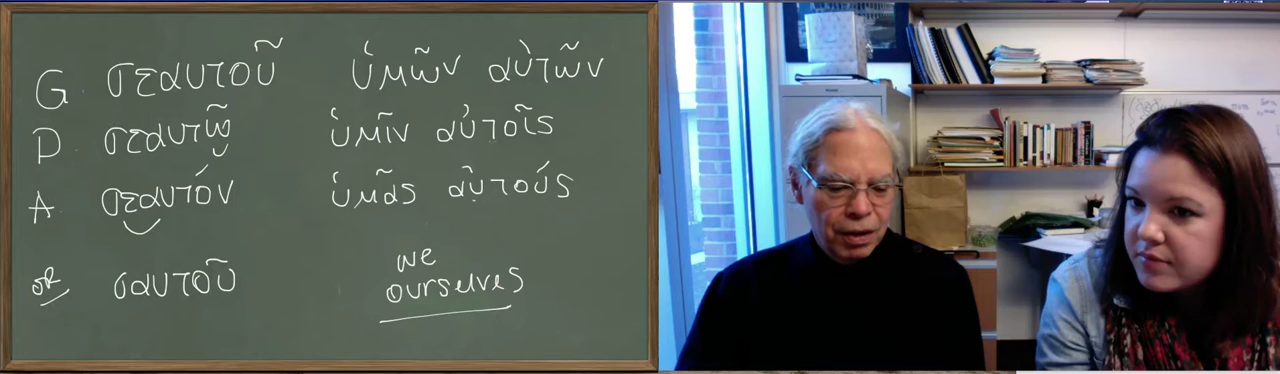 G σεαυτοῦ ὑμῶν αὐτῶν
D σεαυτῷ ὑμῖν αὐτοῖς
A σεαυτόν ὑμᾶς αὐτούς
or σαυτοῦ we ourselves